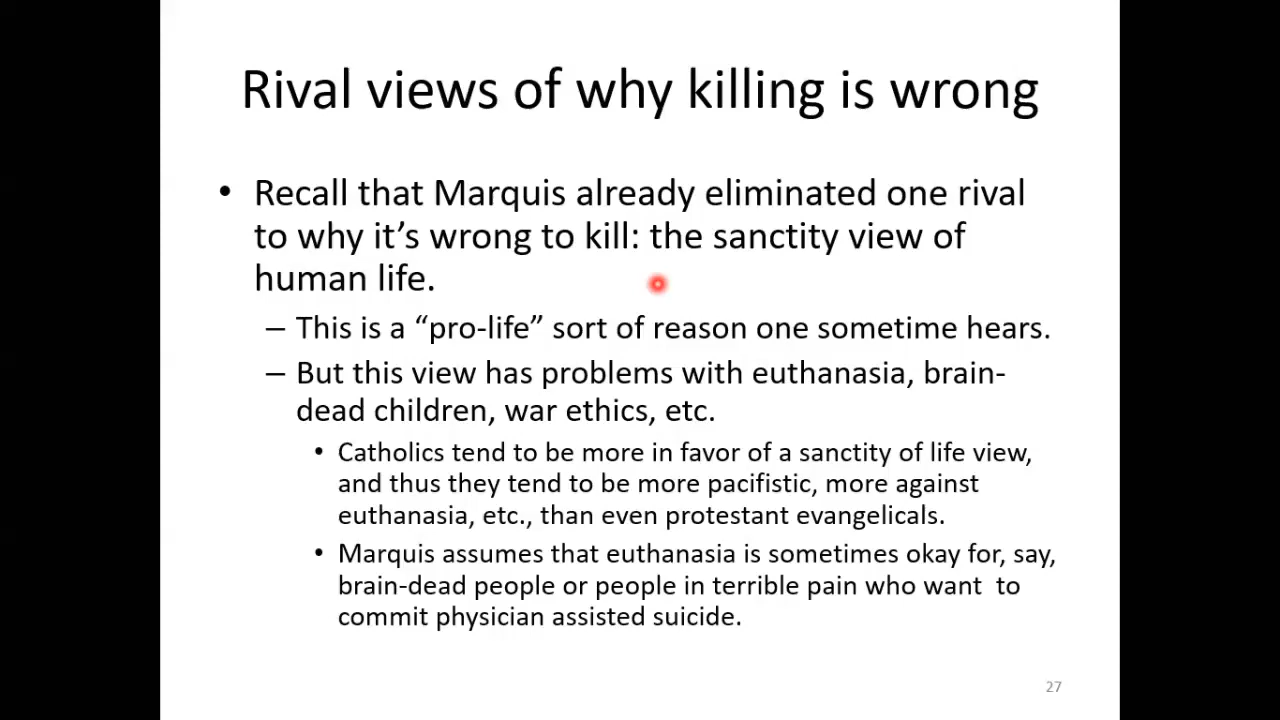 Rival views of why killing is wrong
• Recall that Marquis already eliminated one rival
to why it’s wrong to kill: the sanctity view of
human life.
– This is a “pro-life” sort of reason one sometime hears.
– But this view has problems with euthanasia, brain-
dead children, war ethics, etc.
• Catholics tend to be more in favor of a sanctity of life view,
and thus they tend to be more pacifistic, more against
euthanasia, etc., than even protestant evangelicals.
• Marquis assumes that euthanasia is sometimes okay for, say,
brain-dead people or people in terrible pain who want  to
commit physician assisted suicide.
27